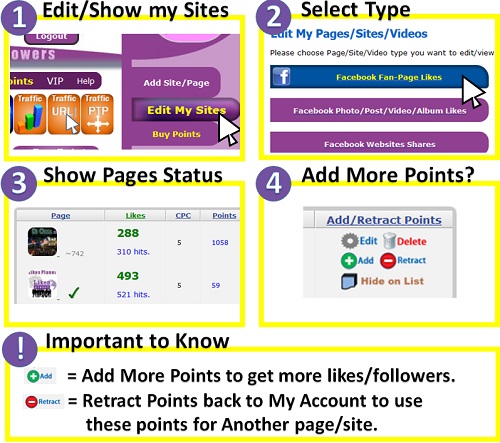 1 Edit/Show my Sites
Logout
owers
oints VIP Help
Traffic Traffic Traffic
URL PTP
Add Site/Page
Edit My Sites
Buy Points
2 Select Type
Edit My Pages/Sites/Videos
Please choose Page/Site/Video type you want to edit/view
Facebook Fan-Page Likes
Facebook Photo/Post/Video/Album Likes
Facebook Websites Shares
3 Show Pages Status
Page Likes CPC Points
288
~742 310 hits. 5 1058
493
521 hits. 5 59
4 Add More Points?
Add/Retract Points
Edit Delete
Add Retract
Hide on List
! Important to Know
Add = Add More Points to get more likes/followers.
Retract = Retract Points back to My Account to use
these points for Another page/site.